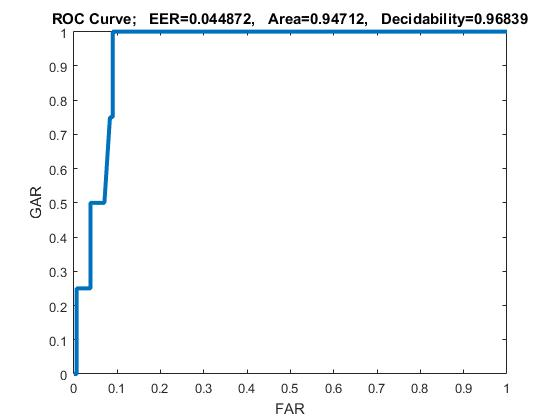 ROC Curve;   EER=0.044872,   Area=0.94712,   Decidability=0.96839
1
0.9
0.8
0.7
0.6
0.5
0.4
0.3
0.2
0.1
0
GAR
0 0.1 0.2 0.3 0.4 0.5 0.6 0.7 0.8 0.9 1
FAR